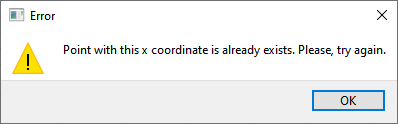 Error
Point with this x coordinate is already exists. Please, try again.
OK